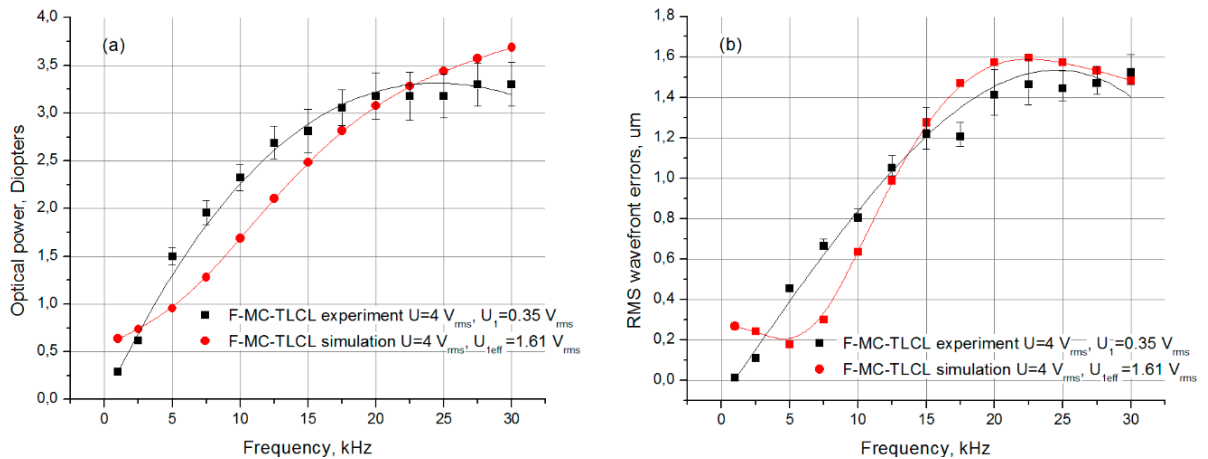 (a)
4,0
3,5
3,0
2,5
2,0
1,5
1,0
0,5
0,0
Optical power, Diopters
F-MC-TLCL experiment U=4 Vrms, U1=0.35 Vrms
F-MC-TLCL simulation U=4 Vrms, U1eff=1.61 Vrms
0 5 10 15 20 25 30
Frequency, kHz
(b)
1,8
1,6
1,4
1,2
1,0
0,8
0,6
0,4
0,2
0,0
RMS wavefront errors, um
F-MC-TLCL experiment U=4 Vrms, U1=0.35 Vrms
F-MC-TLCL simulation U=4 Vrms, U1eff=1.61 Vrms
0 5 10 15 20 25 30
Frequency, kHz